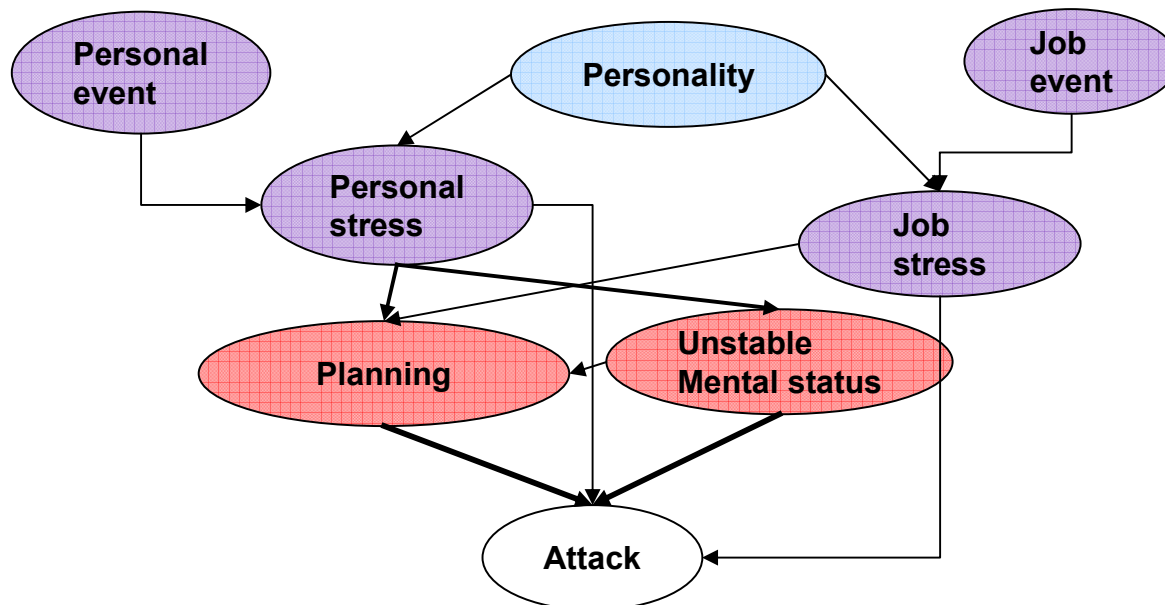 Personal
event
Personality
Job
event
Personal
stress
Job
stress
Planning
Unstable
Mental status
Attack